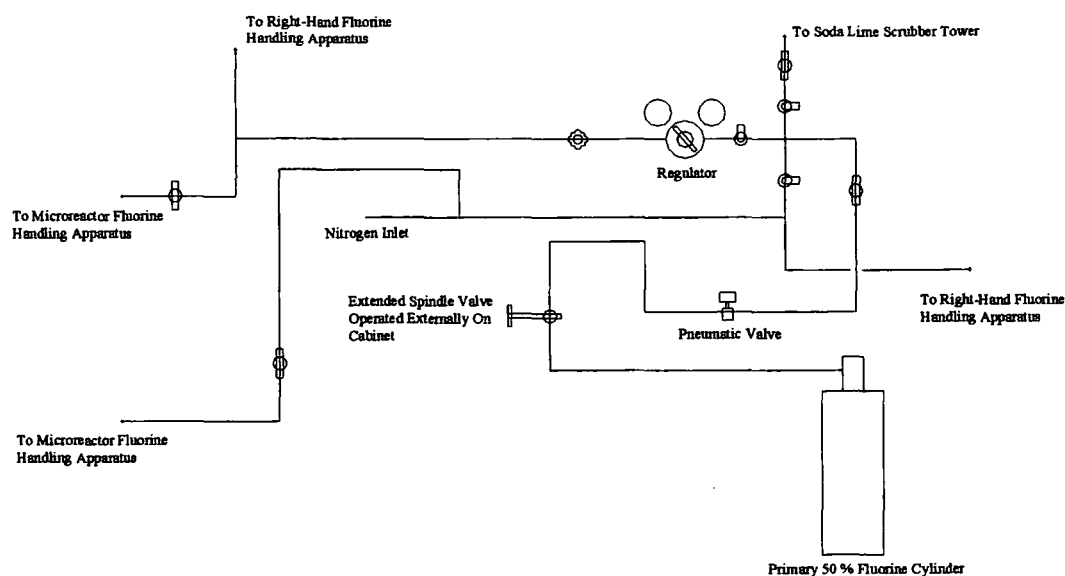 To Right-Hand Fluorine
Handling Apparatus
To Soda Lime Scrubber Tower
Regulator
To Microreactor Fluorine
Handling Apparatus
Nitrogen Inlet
Extended Spindle Valve
Operated Externally On
Cabinet
Pneumatic Valve
To Right-Hand Fluorine
Handling Apparatus
To Microreactor Fluorine
Handling Apparatus
Primary 50 % Fluorine Cylinder